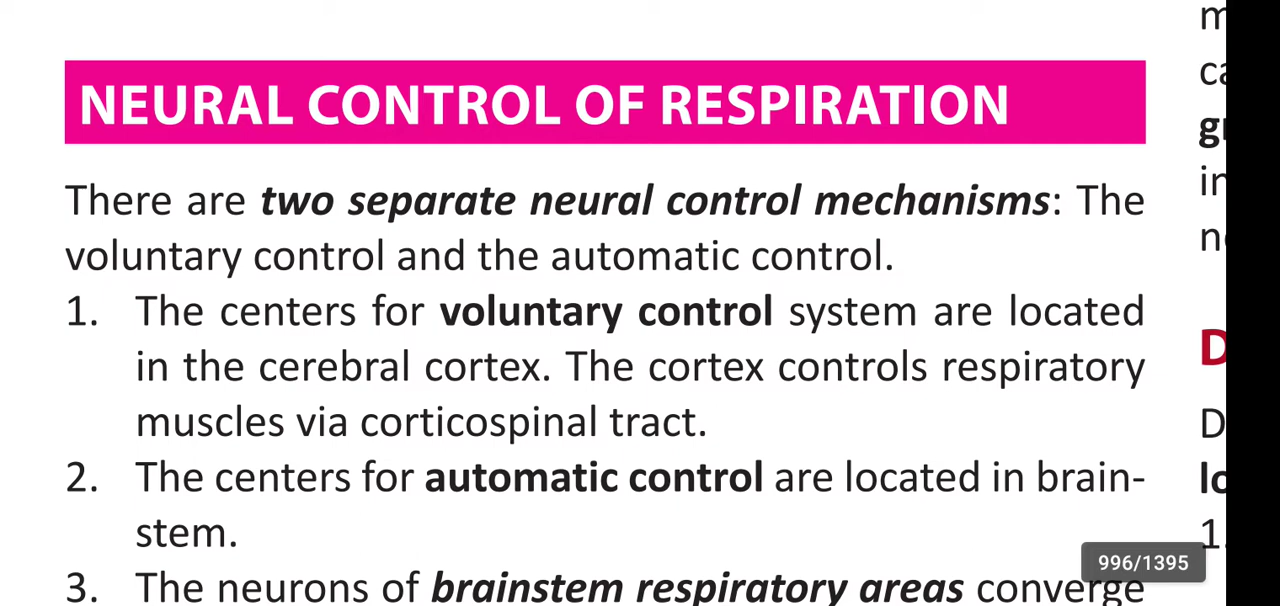 NEURAL CONTROL OF RESPIRATION
There are two separate neural control mechanisms: The
voluntary control and the automatic control.
1. The centers for voluntary control system are located
in the cerebral cortex. The cortex controls respiratory
muscles via corticospinal tract.
2. The centers for automatic control are located in brain-
stem.
3. The neurons of brainstem respiratory areas converge
996/1395
1.